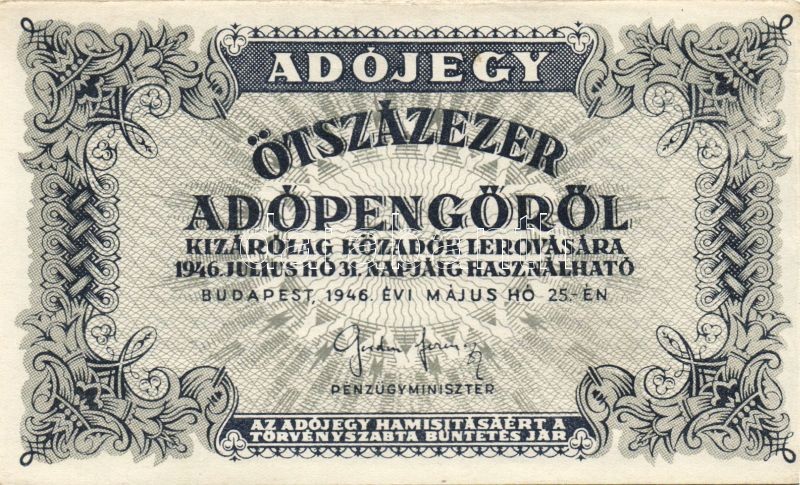 ADÓJEGY
ÖTSZÁZEZER
ADÓPENGŐRŐL
KIZÁRÓLAG KÖZADÓK LEROVÁSÁRA
1946. JULIUS HÓ 31. NAPJÁIG HASZNÁLHATÓ
BUDAPEST, 1946. ÉVI MÁJUS HÓ 25.-ÉN
PÉNZÜGYMINISZTER
AZ ADÓJEGY HAMISÍTÁSÁÉRT A
TÖRVÉNYSZABTA BÜNTETÉS JÁR